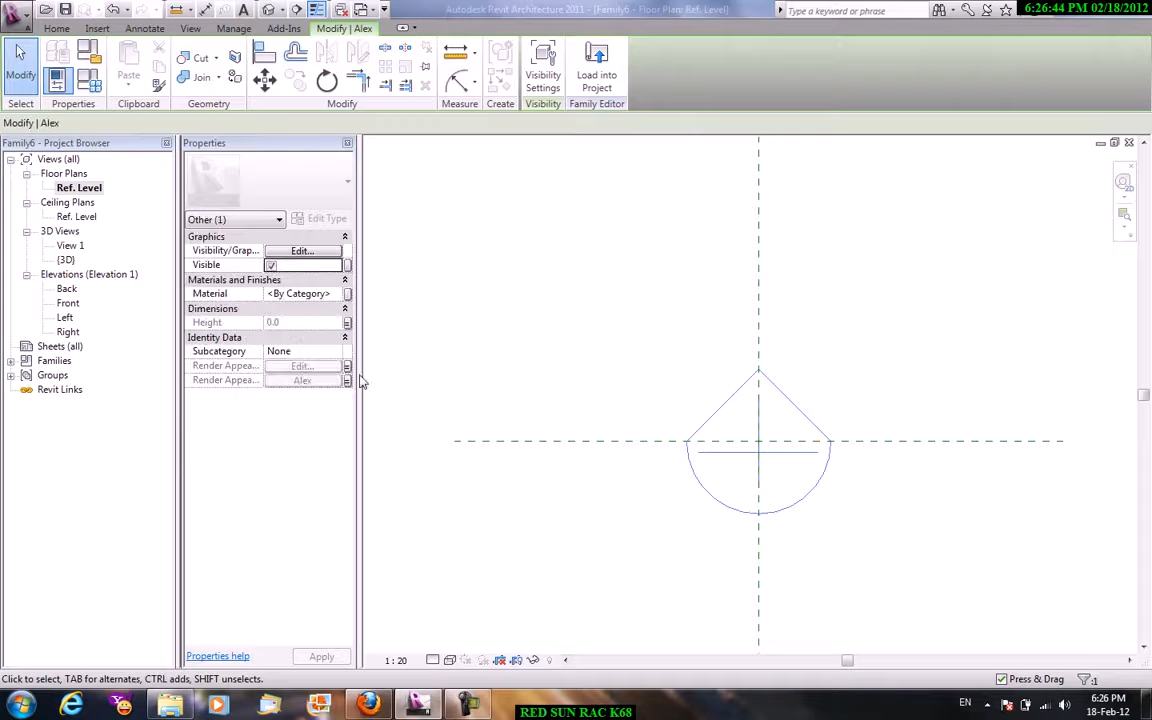 Autodesk Revit Architecture 2011 - [Family6 - Floor Plan: Ref. Level]
Type a keyword or phrase
6:26:44 PM 02/18/2012
Home Insert Annotate View Manage Add-Ins Modify | Alex
Modify
Paste
Cut
Join
Visibility
Settings
Load into
Project
Select Properties Clipboard Geometry Modify Measure Create Visibility Family Editor
Modify | Alex
Family6 - Project Browser
Views (all)
Floor Plans
Ref. Level
Ceiling Plans
Ref. Level
3D Views
View 1
{3D}
Elevations (Elevation 1)
Back
Front
Left
Right
Sheets (all)
Families
Groups
Revit Links
Properties
Other (1)
Edit Type
Graphics
Visibility/Grap... Edit...
Visible
Materials and Finishes
Material <By Category>
Dimensions
Height 0.0
Identity Data
Subcategory None
Render Appea... Edit...
Render Appea... Alex
Properties help
Apply
2D
1 : 20
Click to select, TAB for alternates, CTRL adds, SHIFT unselects.
Press & Drag
:1
EN
6:26 PM
18-Feb-12
RED SUN RAC K68